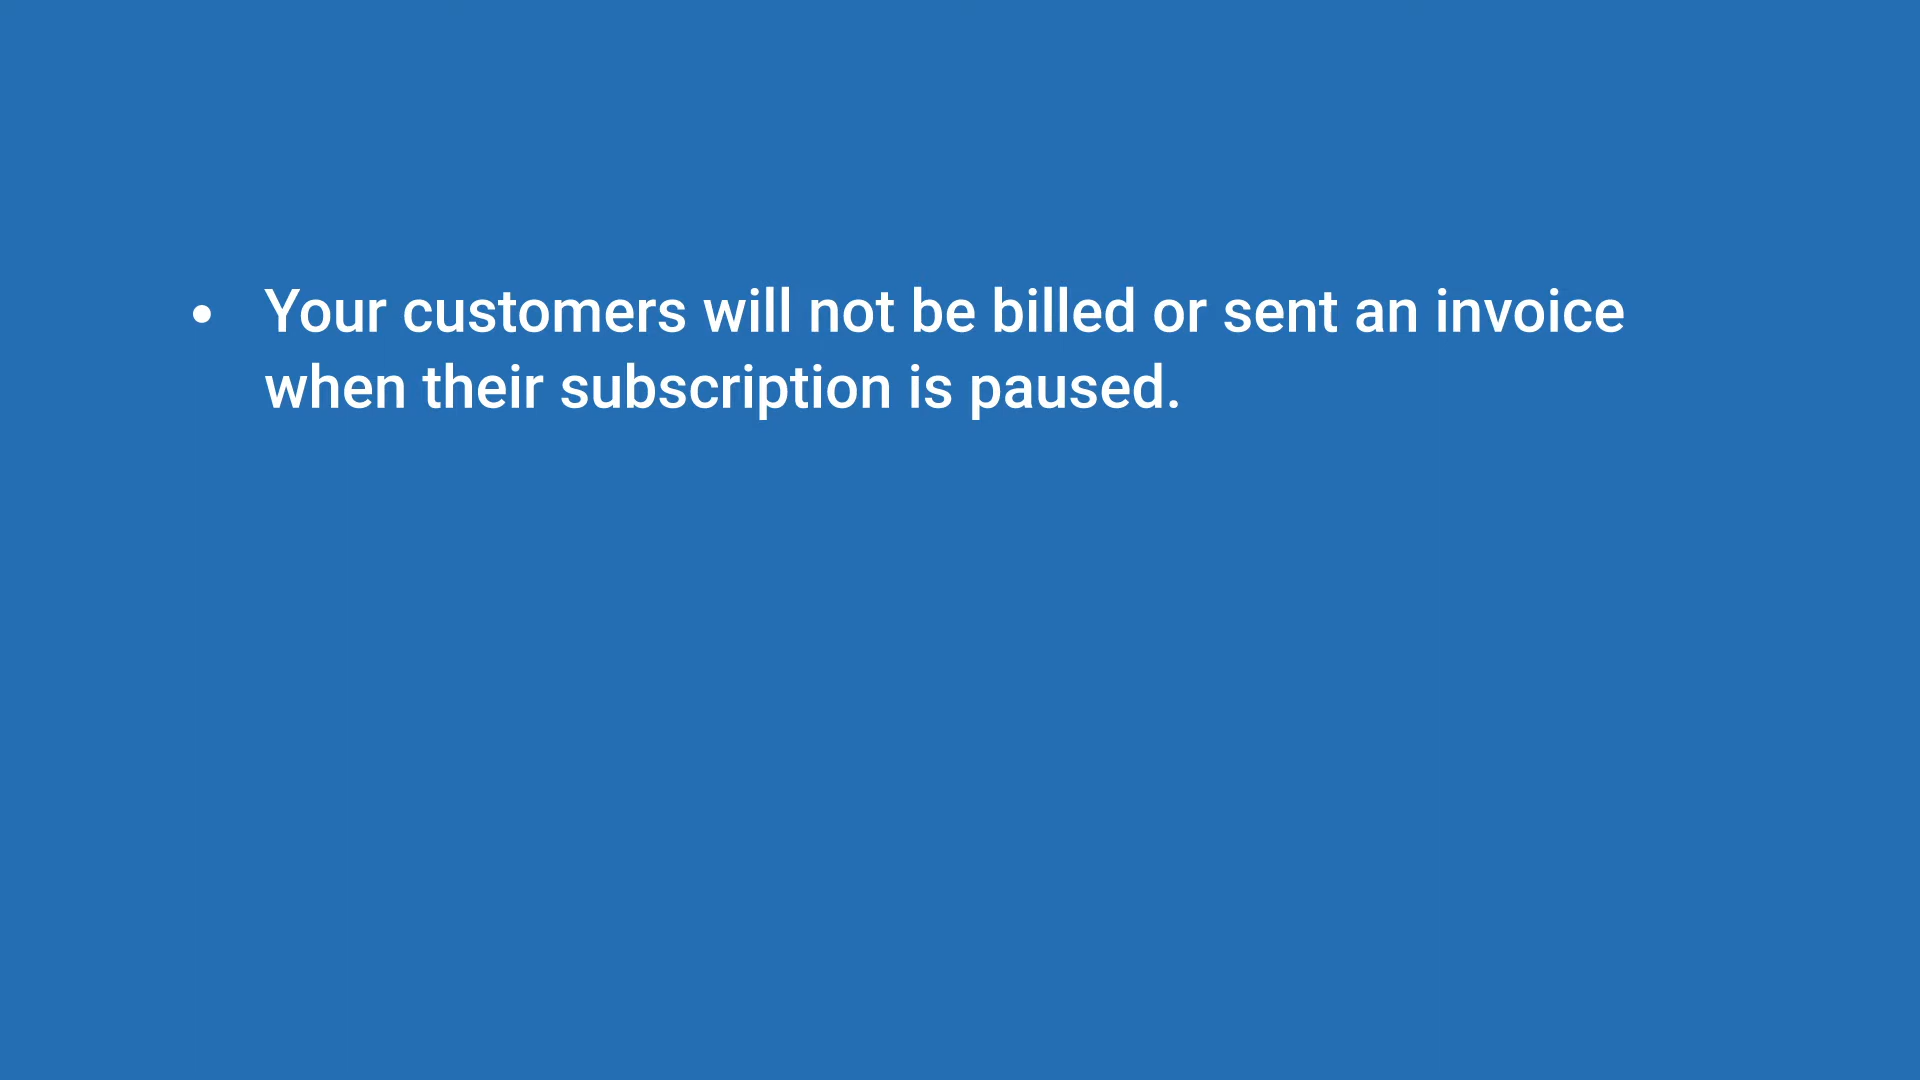 • Your customers will not be billed or sent an invoice
when their subscription is paused.